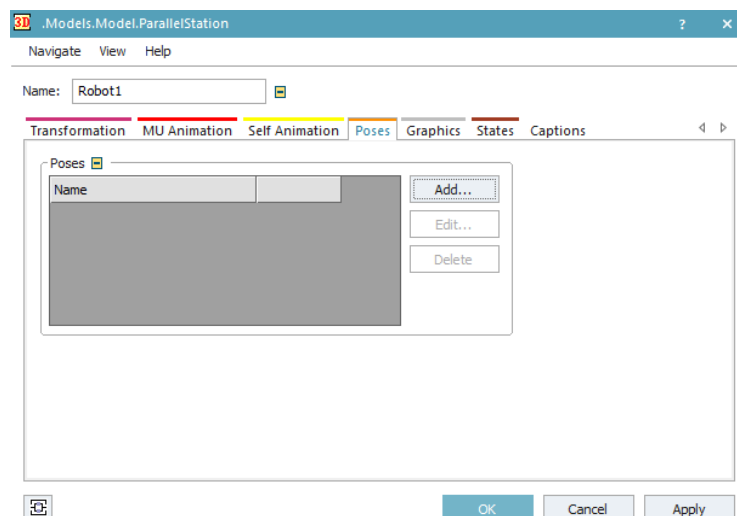 3D .Models.Model.ParallelStation ? ×
Navigate View Help
Name: Robot1
Transformation MU Animation Self Animation Poses Graphics States Captions
Poses
Name
Add...
Edit...
Delete
OK Cancel Apply